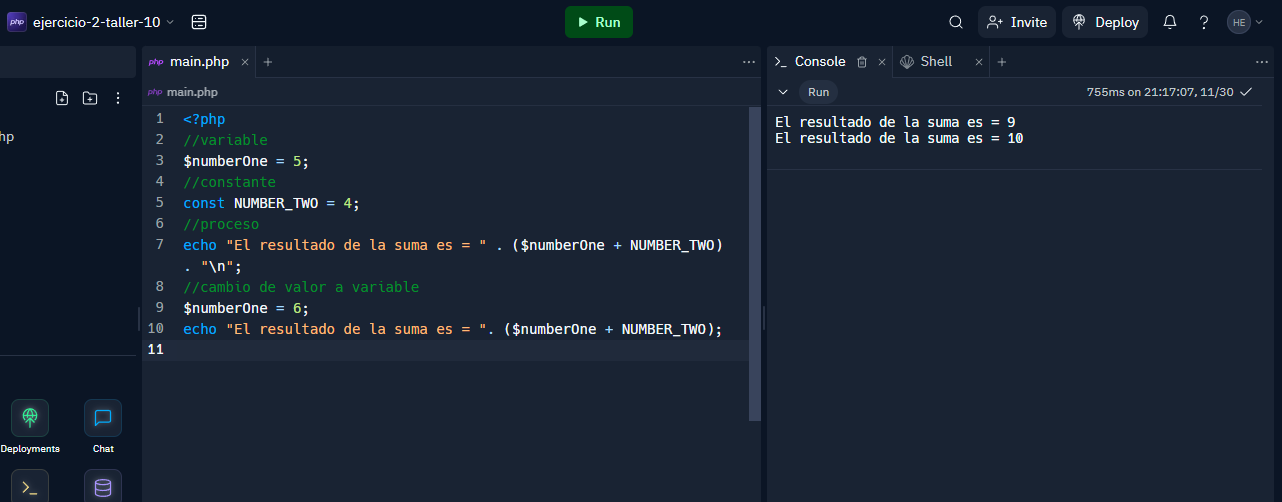 php ejercicio-2-taller-10
Run
Invite
Deploy
?
HE
hp
Deployments
Chat
php main.php
php main.php
1 <?php
2 //variable
3 $numberOne = 5;
4 //constante
5 const NUMBER_TWO = 4;
6 //proceso
7 echo "El resultado de la suma es = " . ($numberOne + NUMBER_TWO)
. "\n";
8 //cambio de valor a variable
9 $numberOne = 6;
10 echo "El resultado de la suma es = ". ($numberOne + NUMBER_TWO);
11
Console
Shell
Run
755ms on 21:17:07, 11/30
El resultado de la suma es = 9
El resultado de la suma es = 10